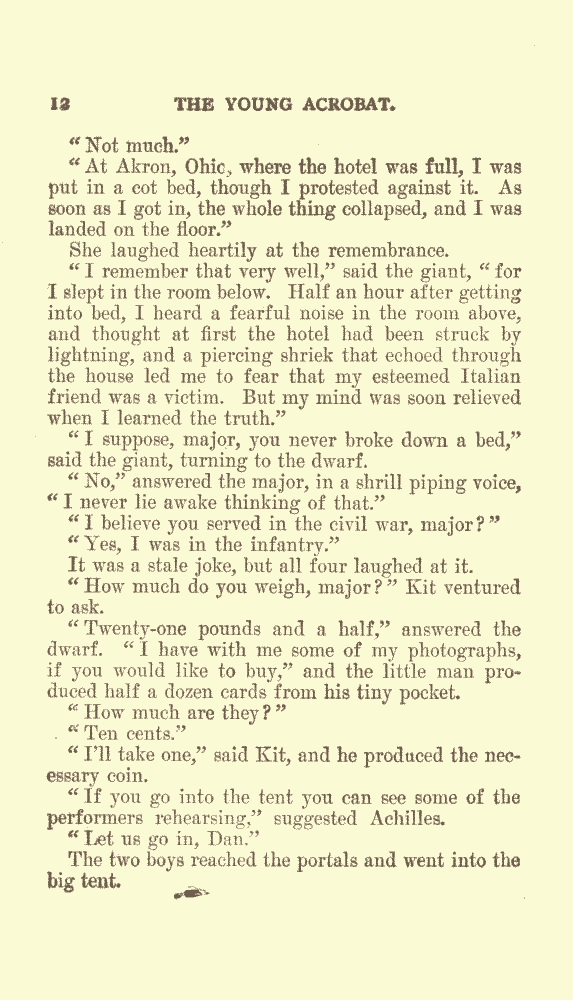 12 THE YOUNG ACROBAT.
"Not much."
"At Akron, Ohio, where the hotel was full, I was
put in a cot bed, though I protested against it. As
soon as I got in, the whole thing collapsed, and I was
landed on the floor."
She laughed heartily at the remembrance.
"I remember that very well," said the giant, "for
I slept in the room below. Half an hour after getting
into bed, I heard a fearful noise in the room above,
and thought at first the hotel had been struck by
lightning, and a piercing shriek that echoed through
the house led me to fear that my esteemed Italian
friend was a victim. But my mind was soon relieved
when I learned the truth."
"I suppose, major, you never broke down a bed,"
said the giant, turning to the dwarf.
"No," answered the major, in a shrill piping voice,
"I never lie awake thinking of that."
"I believe you served in the civil war, major?"
"Yes, I was in the infantry."
It was a stale joke, but all four laughed at it.
"How much do you weigh, major?" Kit ventured
to ask.
"Twenty-one pounds and a half," answered the
dwarf. "I have with me some of my photographs,
if you would like to buy," and the little man pro-
duced half a dozen cards from his tiny pocket.
"How much are they?"
"Ten cents."
"I'll take one," said Kit, and he produced the nec-
essary coin.
"If you go into the tent you can see some of the
performers rehearsing," suggested Achilles.
"Let us go in, Dan."
The two boys reached the portals and went into the
big tent.